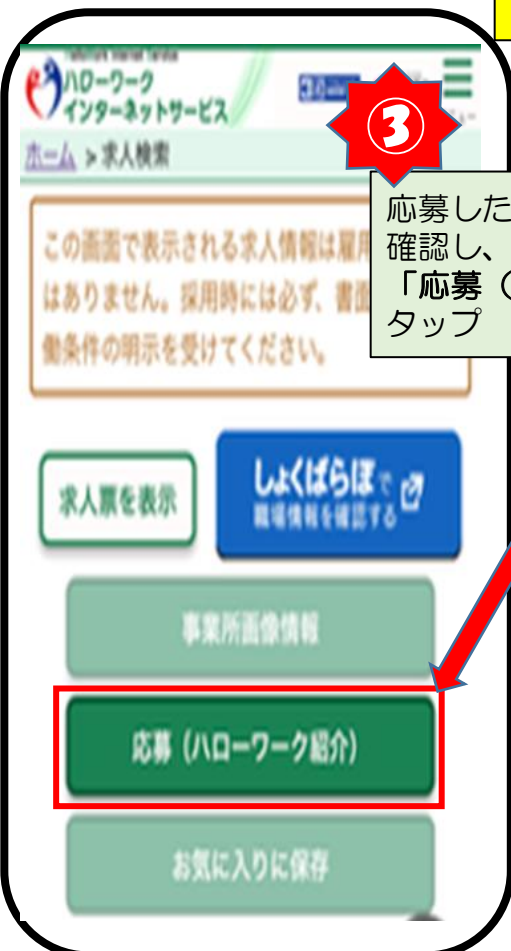 ハローワーク
インターネットサービス
③
ホーム > 求人検索
応募した
確認し、
「応募（
タップ
この画面で表示される求人情報は雇用
はありません。採用時には必ず、書面
働条件の明示を受けてください。
求人票を表示
しょくばらぼで
職場情報を確認する
事業所画像情報
応募（ハローワーク紹介）
お気に入りに保存